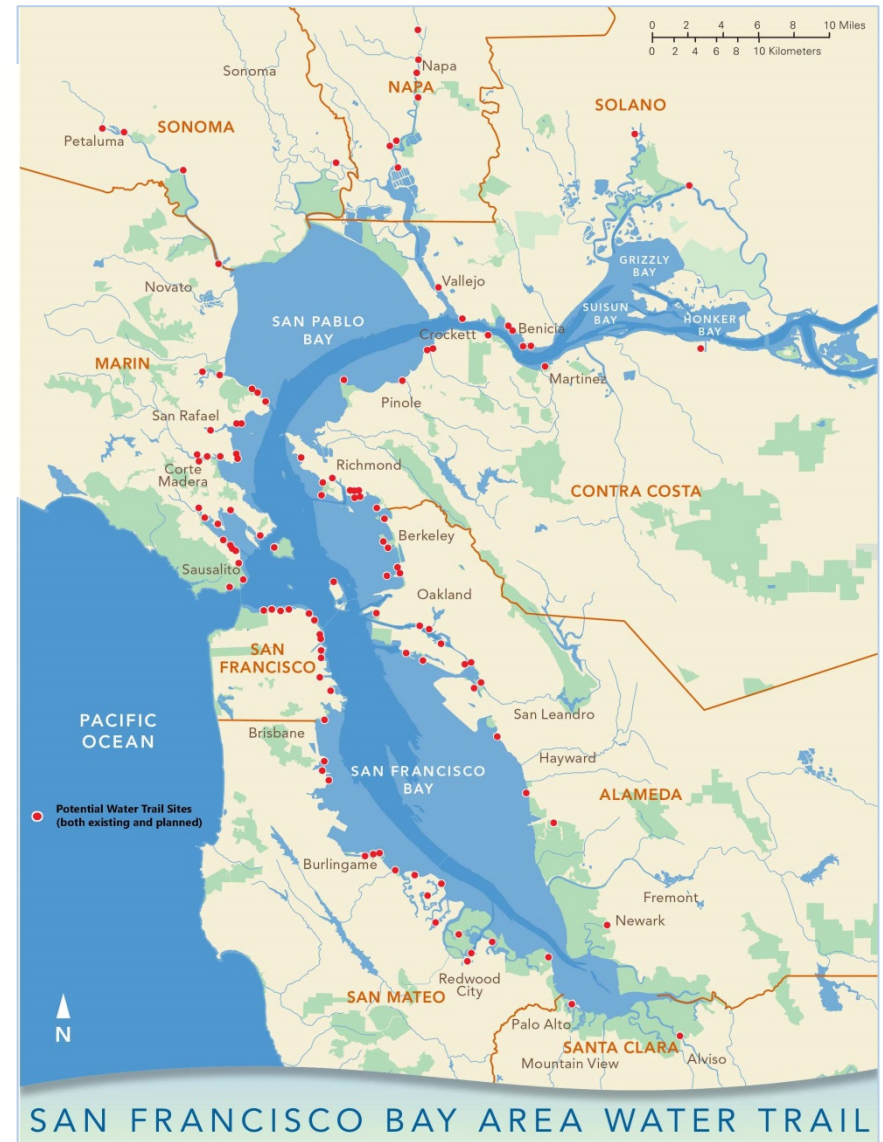 0 2 4 6 8 10 Miles
0 2 4 6 8 10 Kilometers
Sonoma
Napa
NAPA
SOLANO
SONOMA
Petaluma
GRIZZLY
BAY
Novato
Vallejo
SUISUN
BAY
HONKER
BAY
SAN PABLO
BAY
Crockett
Benicia
MARIN
Martinez
Pinole
San Rafael
Richmond
Corte
Madera
CONTRA COSTA
Berkeley
Sausalito
Oakland
SAN
FRANCISCO
San Leandro
PACIFIC
OCEAN
Brisbane
Hayward
SAN FRANCISCO
BAY
ALAMEDA
Potential Water Trail Sites
(both existing and planned)
Burlingame
Fremont
Newark
Redwood
City
SAN MATEO
N
Palo Alto
SANTA CLARA
Mountain View
Alviso
SAN FRANCISCO BAY AREA WATER TRAIL